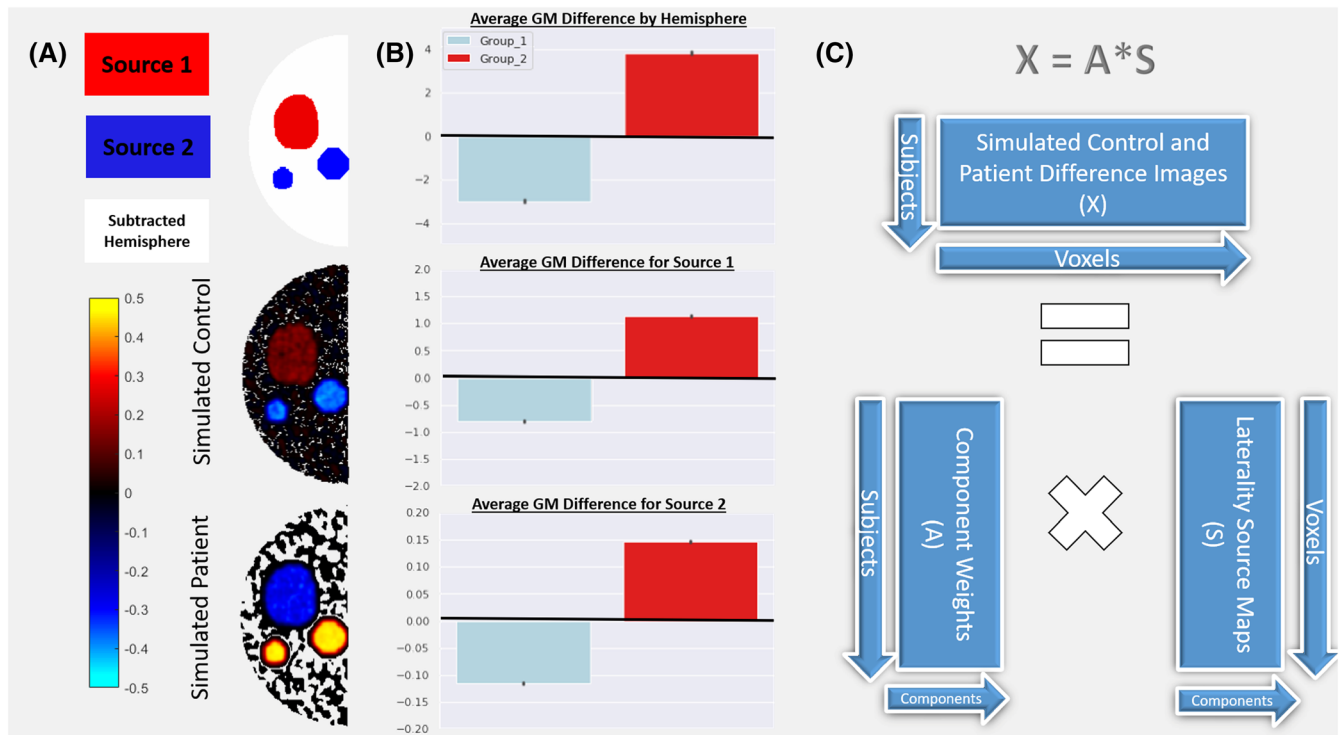 (A)
Source 1
Source 2
Subtracted
Hemisphere
0.5
0.4
0.3
0.2
0.1
0
-0.1
-0.2
-0.3
-0.4
-0.5
Simulated Control
Simulated Patient
(B)
Average GM Difference by Hemisphere
Group_1
Group_2
4
2
0
−2
−4
Average GM Difference for Source 1
2.0
1.5
1.0
0.5
0.0
−0.5
−1.0
−1.5
−2.0
Average GM Difference for Source 2
0.20
0.15
0.10
0.05
0.00
−0.05
−0.10
−0.15
−0.20
(C)
X = A*S
Subjects
Simulated Control and
Patient Difference Images
(X)
Voxels
Subjects
Component Weights
(A)
Components
Laterality Source Maps
(S)
Voxels
Components